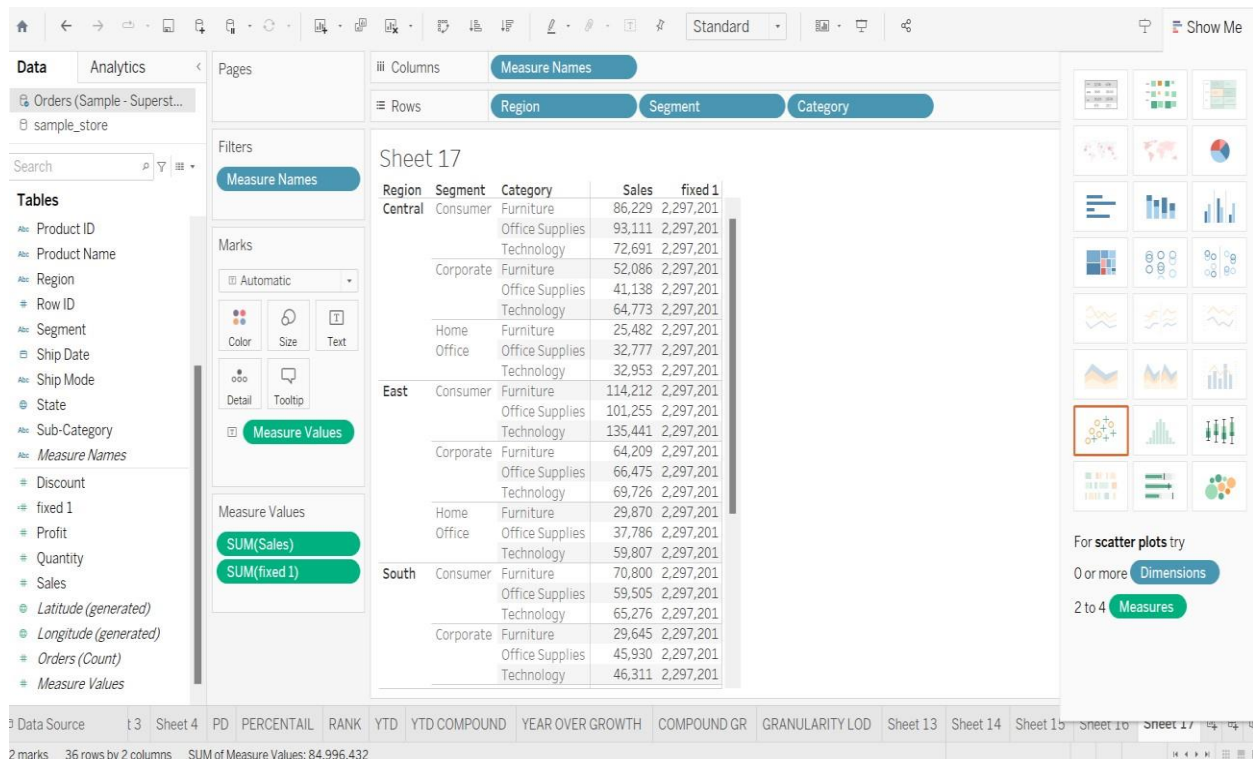 Standard
Show Me
Data Analytics
Orders (Sample - Superst...
sample_store
Search
Tables
Abc Product ID
Abc Product Name
Abc Region
# Row ID
Abc Segment
Ship Date
Abc Ship Mode
State
Abc Sub-Category
Abc Measure Names
# Discount
=# fixed 1
# Profit
# Quantity
# Sales
Latitude (generated)
Longitude (generated)
# Orders (Count)
# Measure Values
Pages
Filters
Measure Names
Marks
Automatic
Color Size Text
Detail Tooltip
Measure Values
Measure Values
SUM(Sales)
SUM(fixed 1)
iii Columns Measure Names
Rows Region Segment Category
Sheet 17
Region Segment Category Sales fixed 1
Central Consumer Furniture 86,229 2,297,201
Office Supplies 93,111 2,297,201
Technology 72,691 2,297,201
Corporate Furniture 52,086 2,297,201
Office Supplies 41,138 2,297,201
Technology 64,773 2,297,201
Home Furniture 25,482 2,297,201
Office Office Supplies 32,777 2,297,201
Technology 32,953 2,297,201
East Consumer Furniture 114,212 2,297,201
Office Supplies 101,255 2,297,201
Technology 135,441 2,297,201
Corporate Furniture 64,209 2,297,201
Office Supplies 66,475 2,297,201
Technology 69,726 2,297,201
Home Furniture 29,870 2,297,201
Office Office Supplies 37,786 2,297,201
Technology 59,807 2,297,201
South Consumer Furniture 70,800 2,297,201
Office Supplies 59,505 2,297,201
Technology 65,276 2,297,201
Corporate Furniture 29,645 2,297,201
Office Supplies 45,930 2,297,201
Technology 46,311 2,297,201
For scatter plots try
0 or more Dimensions
2 to 4 Measures
Data Source t 3 Sheet 4 PD PERCENTAIL RANK YTD YTD COMPOUND YEAR OVER GROWTH COMPOUND GR GRANULARITY LOD Sheet 13 Sheet 14 Sheet 15 Sheet 16 Sheet 17
2 marks 36 rows by 2 columns SUM of Measure Values: 84,996,432